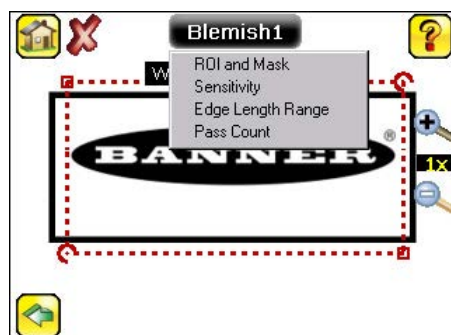 Blemish1
?
W
ROI and Mask
Sensitivity
Edge Length Range
Pass Count
BANNER®
1x